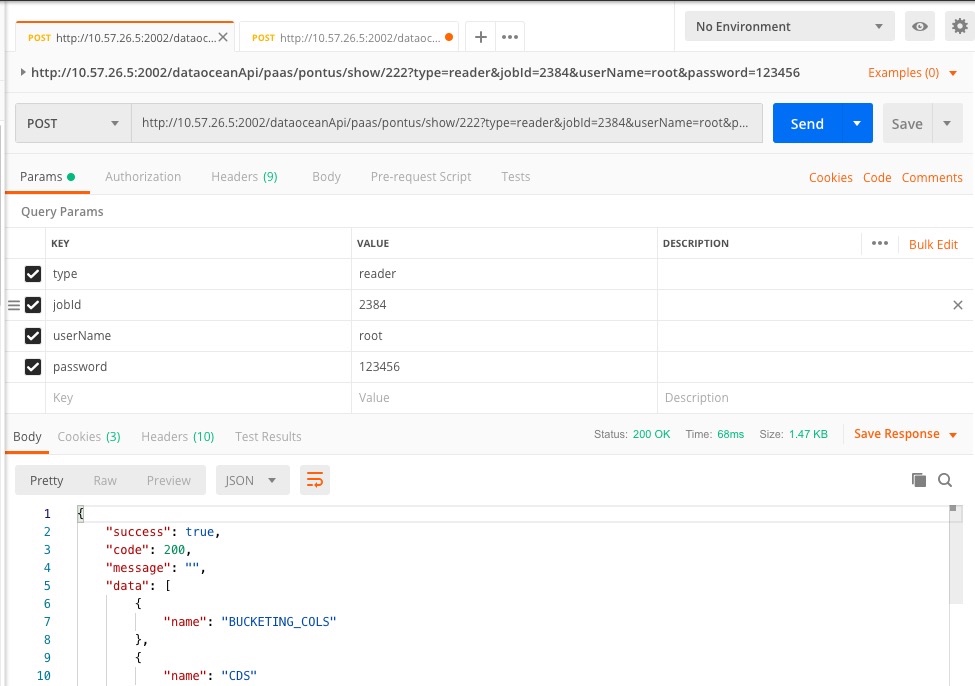 POST http://10.57.26.5:2002/dataoc... POST http://10.57.26.5:2002/dataoc... No Environment
http://10.57.26.5:2002/dataoceanApi/paas/pontus/show/222?type=reader&jobId=2384&userName=root&password=123456 Examples (0)
POST http://10.57.26.5:2002/dataoceanApi/paas/pontus/show/222?type=reader&jobId=2384&userName=root&p... Send Save
Params Authorization Headers (9) Body Pre-request Script Tests Cookies Code Comments
Query Params
KEY VALUE DESCRIPTION Bulk Edit
type reader
jobId 2384
userName root
password 123456
Key Value Description
Body Cookies (3) Headers (10) Test Results Status: 200 OK Time: 68ms Size: 1.47 KB Save Response
Pretty Raw Preview JSON
1 {
2 "success": true,
3 "code": 200,
4 "message": "",
5 "data": [
6 {
7 "name": "BUCKETING_COLS"
8 },
9 {
10 "name": "CDS"